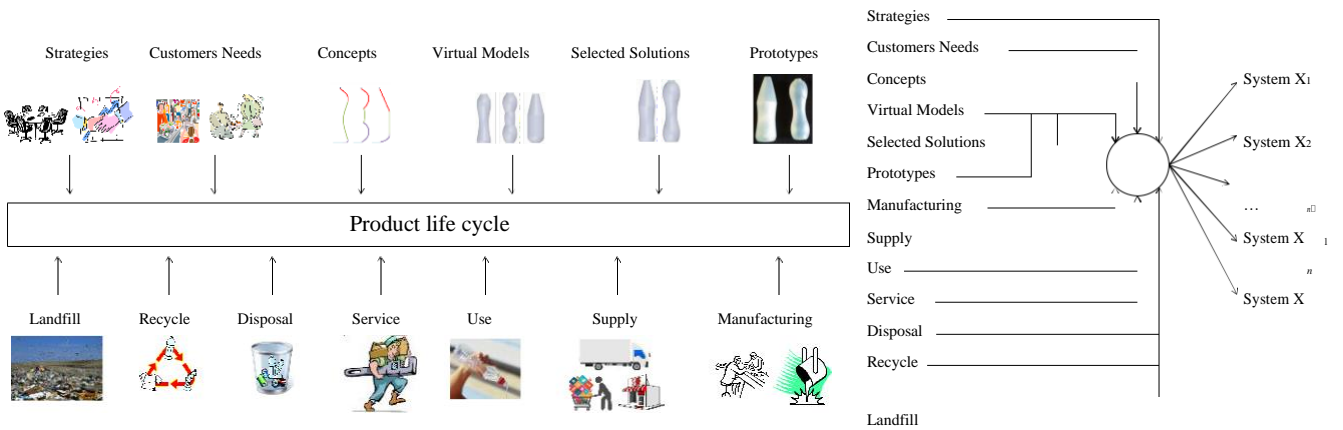 Strategies
Customers Needs
Concepts
Virtual Models
Selected Solutions
Prototypes
Product life cycle
Landfill
Recycle
Disposal
Service
Use
Supply
Manufacturing
Strategies
Customers Needs
Concepts
Virtual Models
Selected Solutions
Prototypes
Manufacturing
Supply
Use
Service
Disposal
Recycle
Landfill
System X1
System X2
… n
System X 1
n
System X